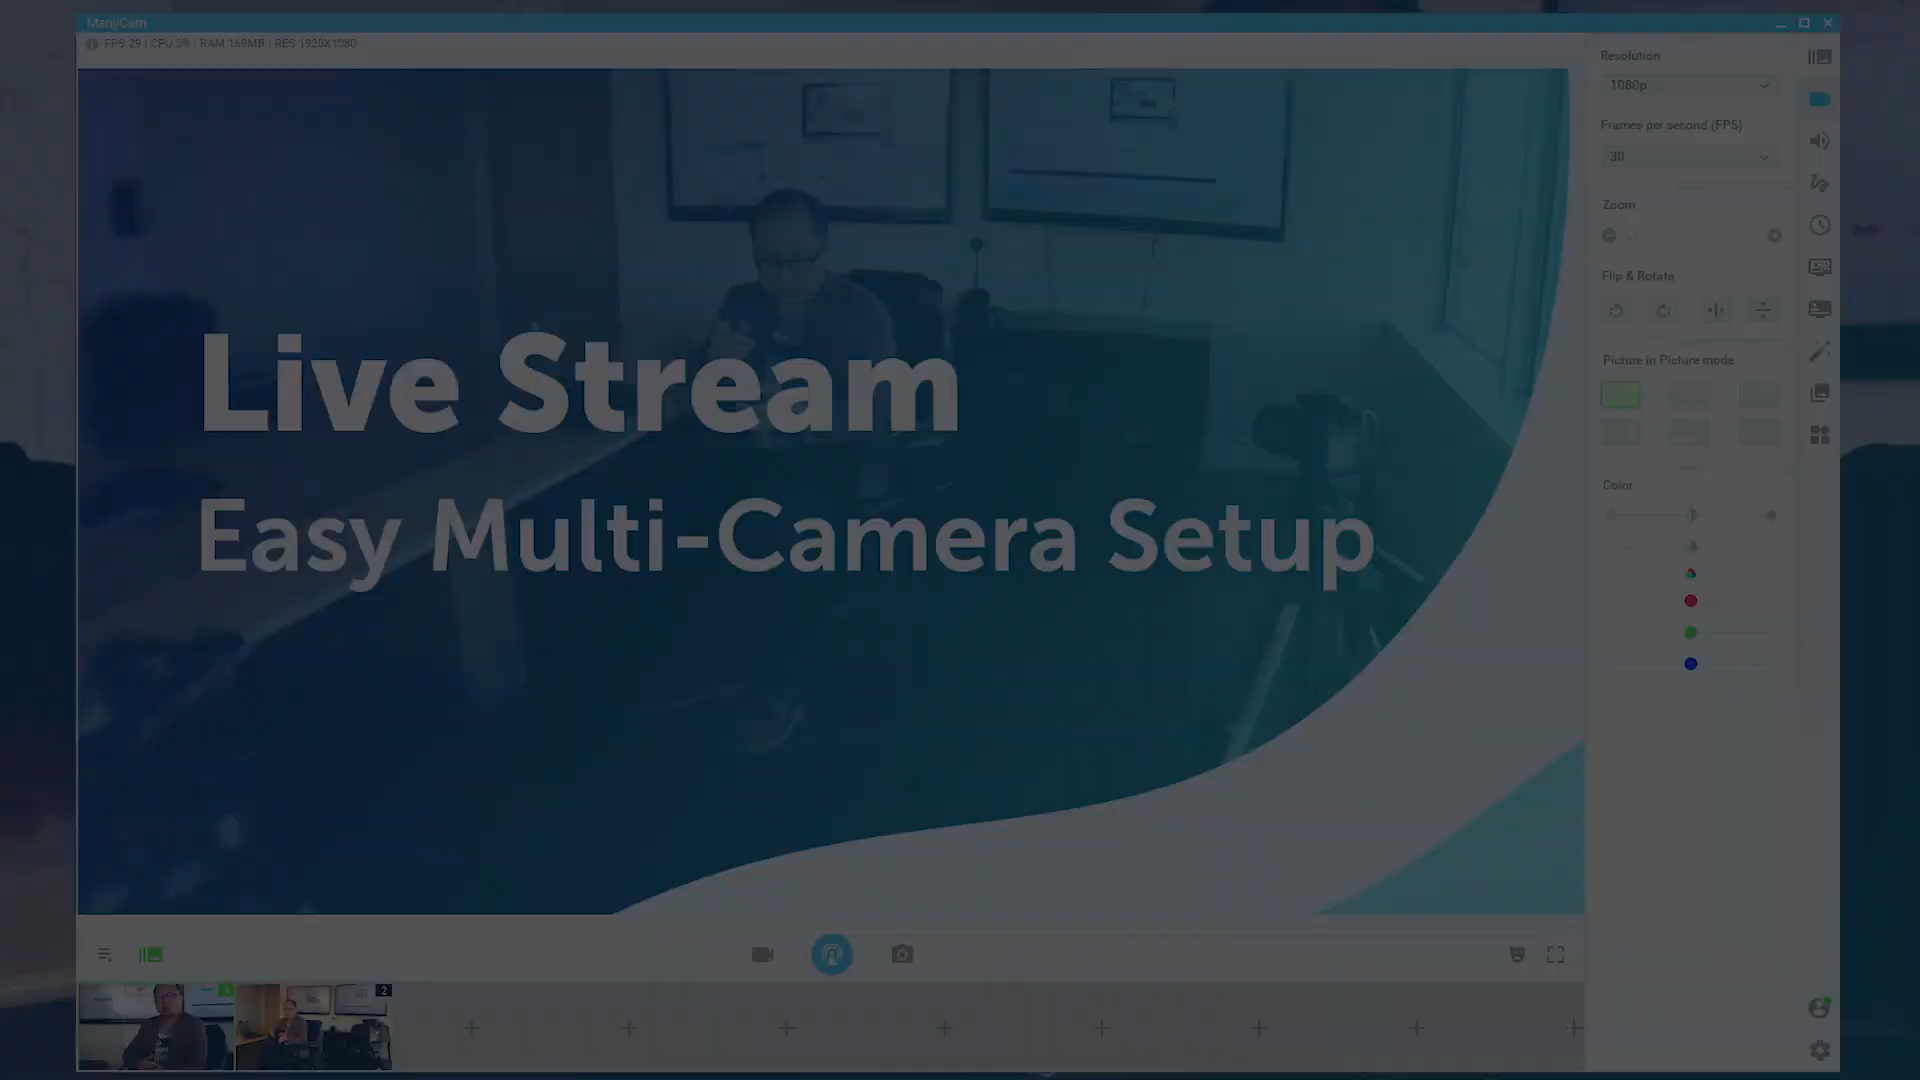 ManyCam
FPS 29 | CPU 3% | RAM 169MB | RES 1920X1080
Resolution
1080p
Frames per second (FPS)
30
Zoom
Flip & Rotate
Live Stream
Picture in Picture mode
Color
Easy Multi-Camera Setup
1
2